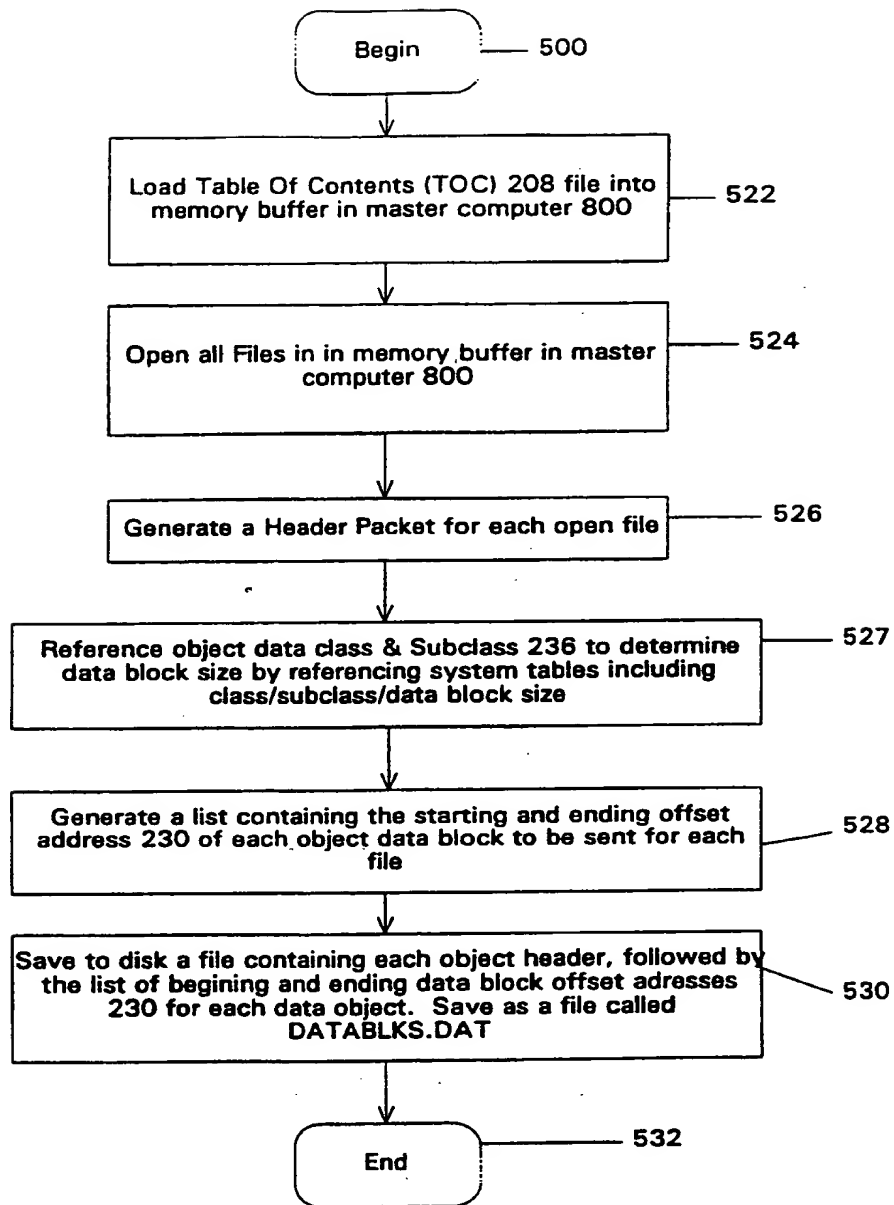 Begin
500
Load Table Of Contents (TOC) 208 file into
memory buffer in master computer 800
522
Open all Files in in memory buffer in master
computer 800
524
Generate a Header Packet for each open file
526
Reference object data class & Subclass 236 to determine
data block size by referencing system tables including
class/subclass/data block size
527
Generate a list containing the starting and ending offset
address 230 of each object data block to be sent for each
file
528
Save to disk a file containing each object header, followed by
the list of begining and ending data block offset adresses
230 for each data object. Save as a file called
DATABLKS.DAT
530
End
532